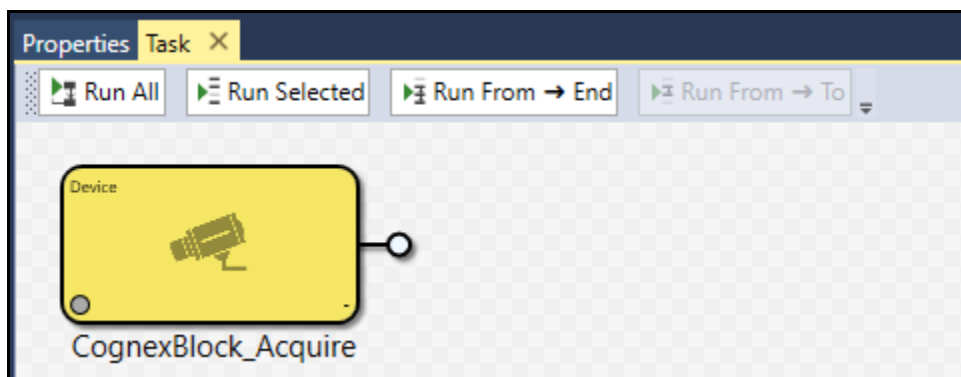 Properties Task
Run All Run Selected Run From → End Run From → To
Device
-
CognexBlock_Acquire